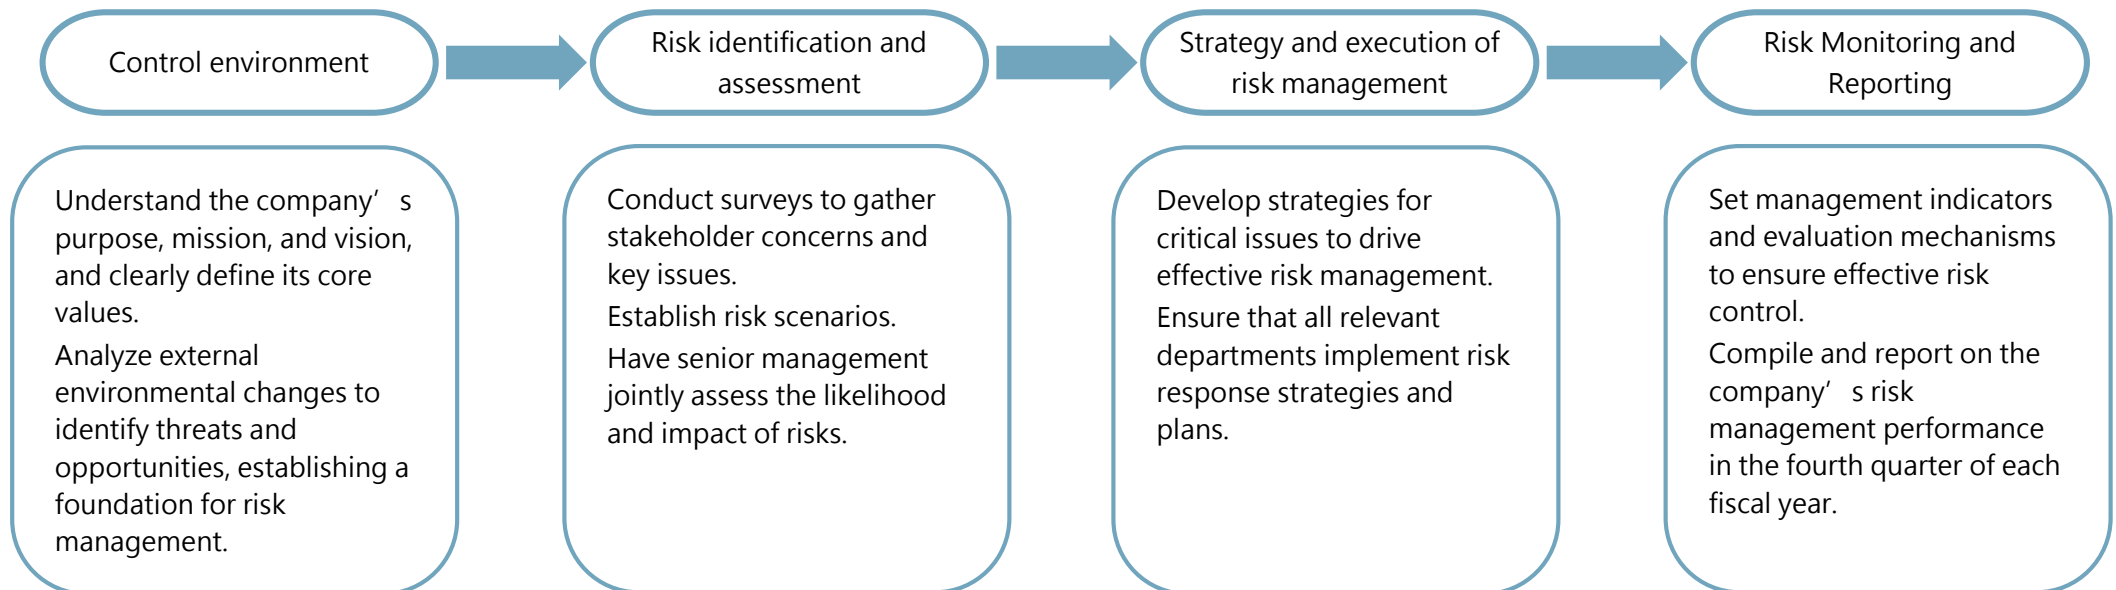 Control environment
Risk identification and
assessment
Strategy and execution of
risk management
Risk Monitoring and
Reporting
Understand the company’s
purpose, mission, and vision,
and clearly define its core
values.
Analyze external
environmental changes to
identify threats and
opportunities, establishing a
foundation for risk
management.
Conduct surveys to gather
stakeholder concerns and
key issues.
Establish risk scenarios.
Have senior management
jointly assess the likelihood
and impact of risks.
Develop strategies for
critical issues to drive
effective risk management.
Ensure that all relevant
departments implement risk
response strategies and
plans.
Set management indicators
and evaluation mechanisms
to ensure effective risk
control.
Compile and report on the
company’s risk
management performance
in the fourth quarter of each
fiscal year.